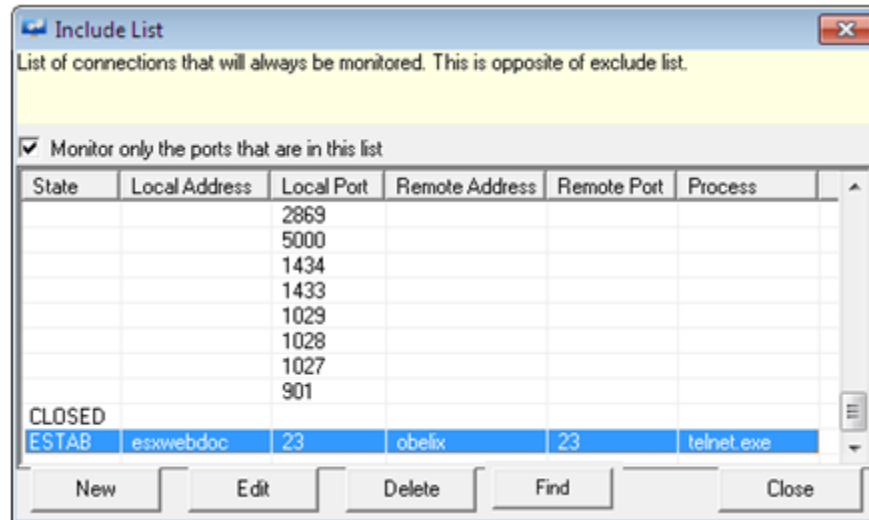 Include List
List of connections that will always be monitored. This is opposite of exclude list.
Monitor only the ports that are in this list
State Local Address Local Port Remote Address Remote Port Process
2869
5000
1434
1433
1029
1028
1027
901
CLOSED
ESTAB esxwebdoc 23 obelix 23 telnet.exe
New Edit Delete Find Close